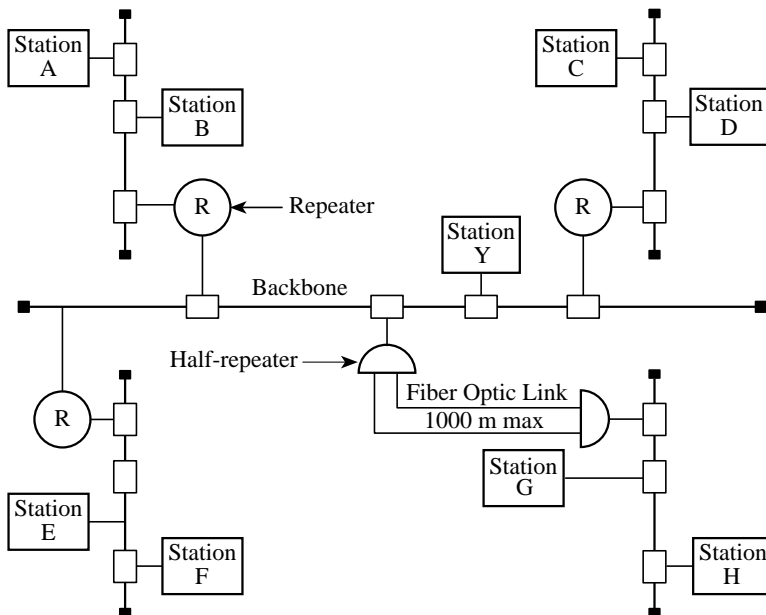 Station
A
Station
B
R
Repeater
Station
C
Station
D
R
Station
Y
Backbone
Half-repeater
Fiber Optic Link
1000 m max
R
Station
E
Station
F
Station
G
Station
H